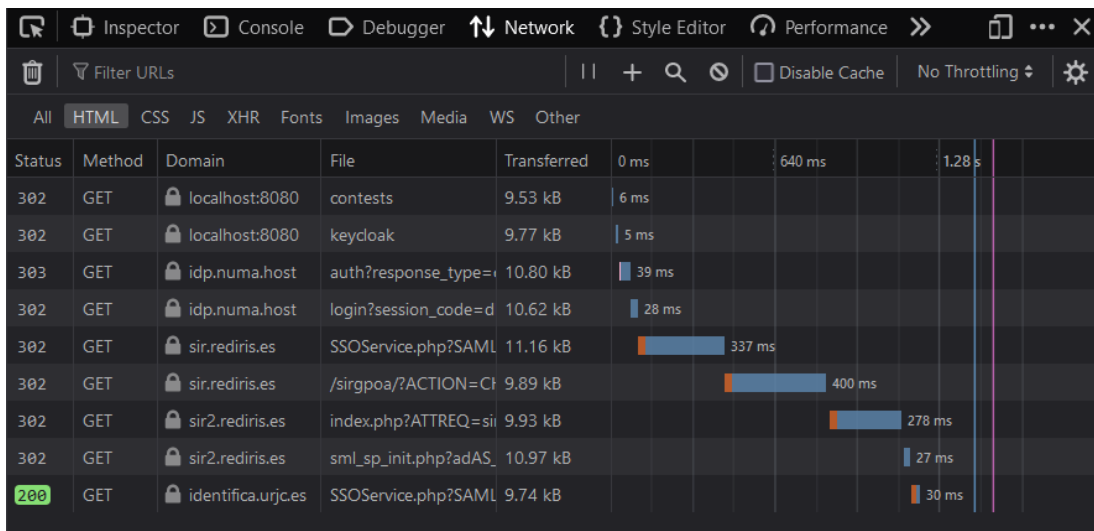 Inspector Console Debugger Network Style Editor Performance
Filter URLs Disable Cache No Throttling
All HTML CSS JS XHR Fonts Images Media WS Other
Status Method Domain File Transferred 0 ms 640 ms 1.28 s
302 GET localhost:8080 contests 9.53 kB 6 ms
302 GET localhost:8080 keycloak 9.77 kB 5 ms
303 GET idp.numa.host auth?response_type= 10.80 kB 39 ms
302 GET idp.numa.host login?session_code=d 10.62 kB 28 ms
302 GET sir.rediris.es SSOService.php?SAML 11.16 kB 337 ms
302 GET sir.rediris.es /sirgpoa/?ACTION=CH 9.89 kB 400 ms
302 GET sir2.rediris.es index.php?ATTREQ=sir 9.93 kB 278 ms
302 GET sir2.rediris.es sml_sp_init.php?adAS_ 10.97 kB 27 ms
200 GET identifica.urjc.es SSOService.php?SAML 9.74 kB 30 ms